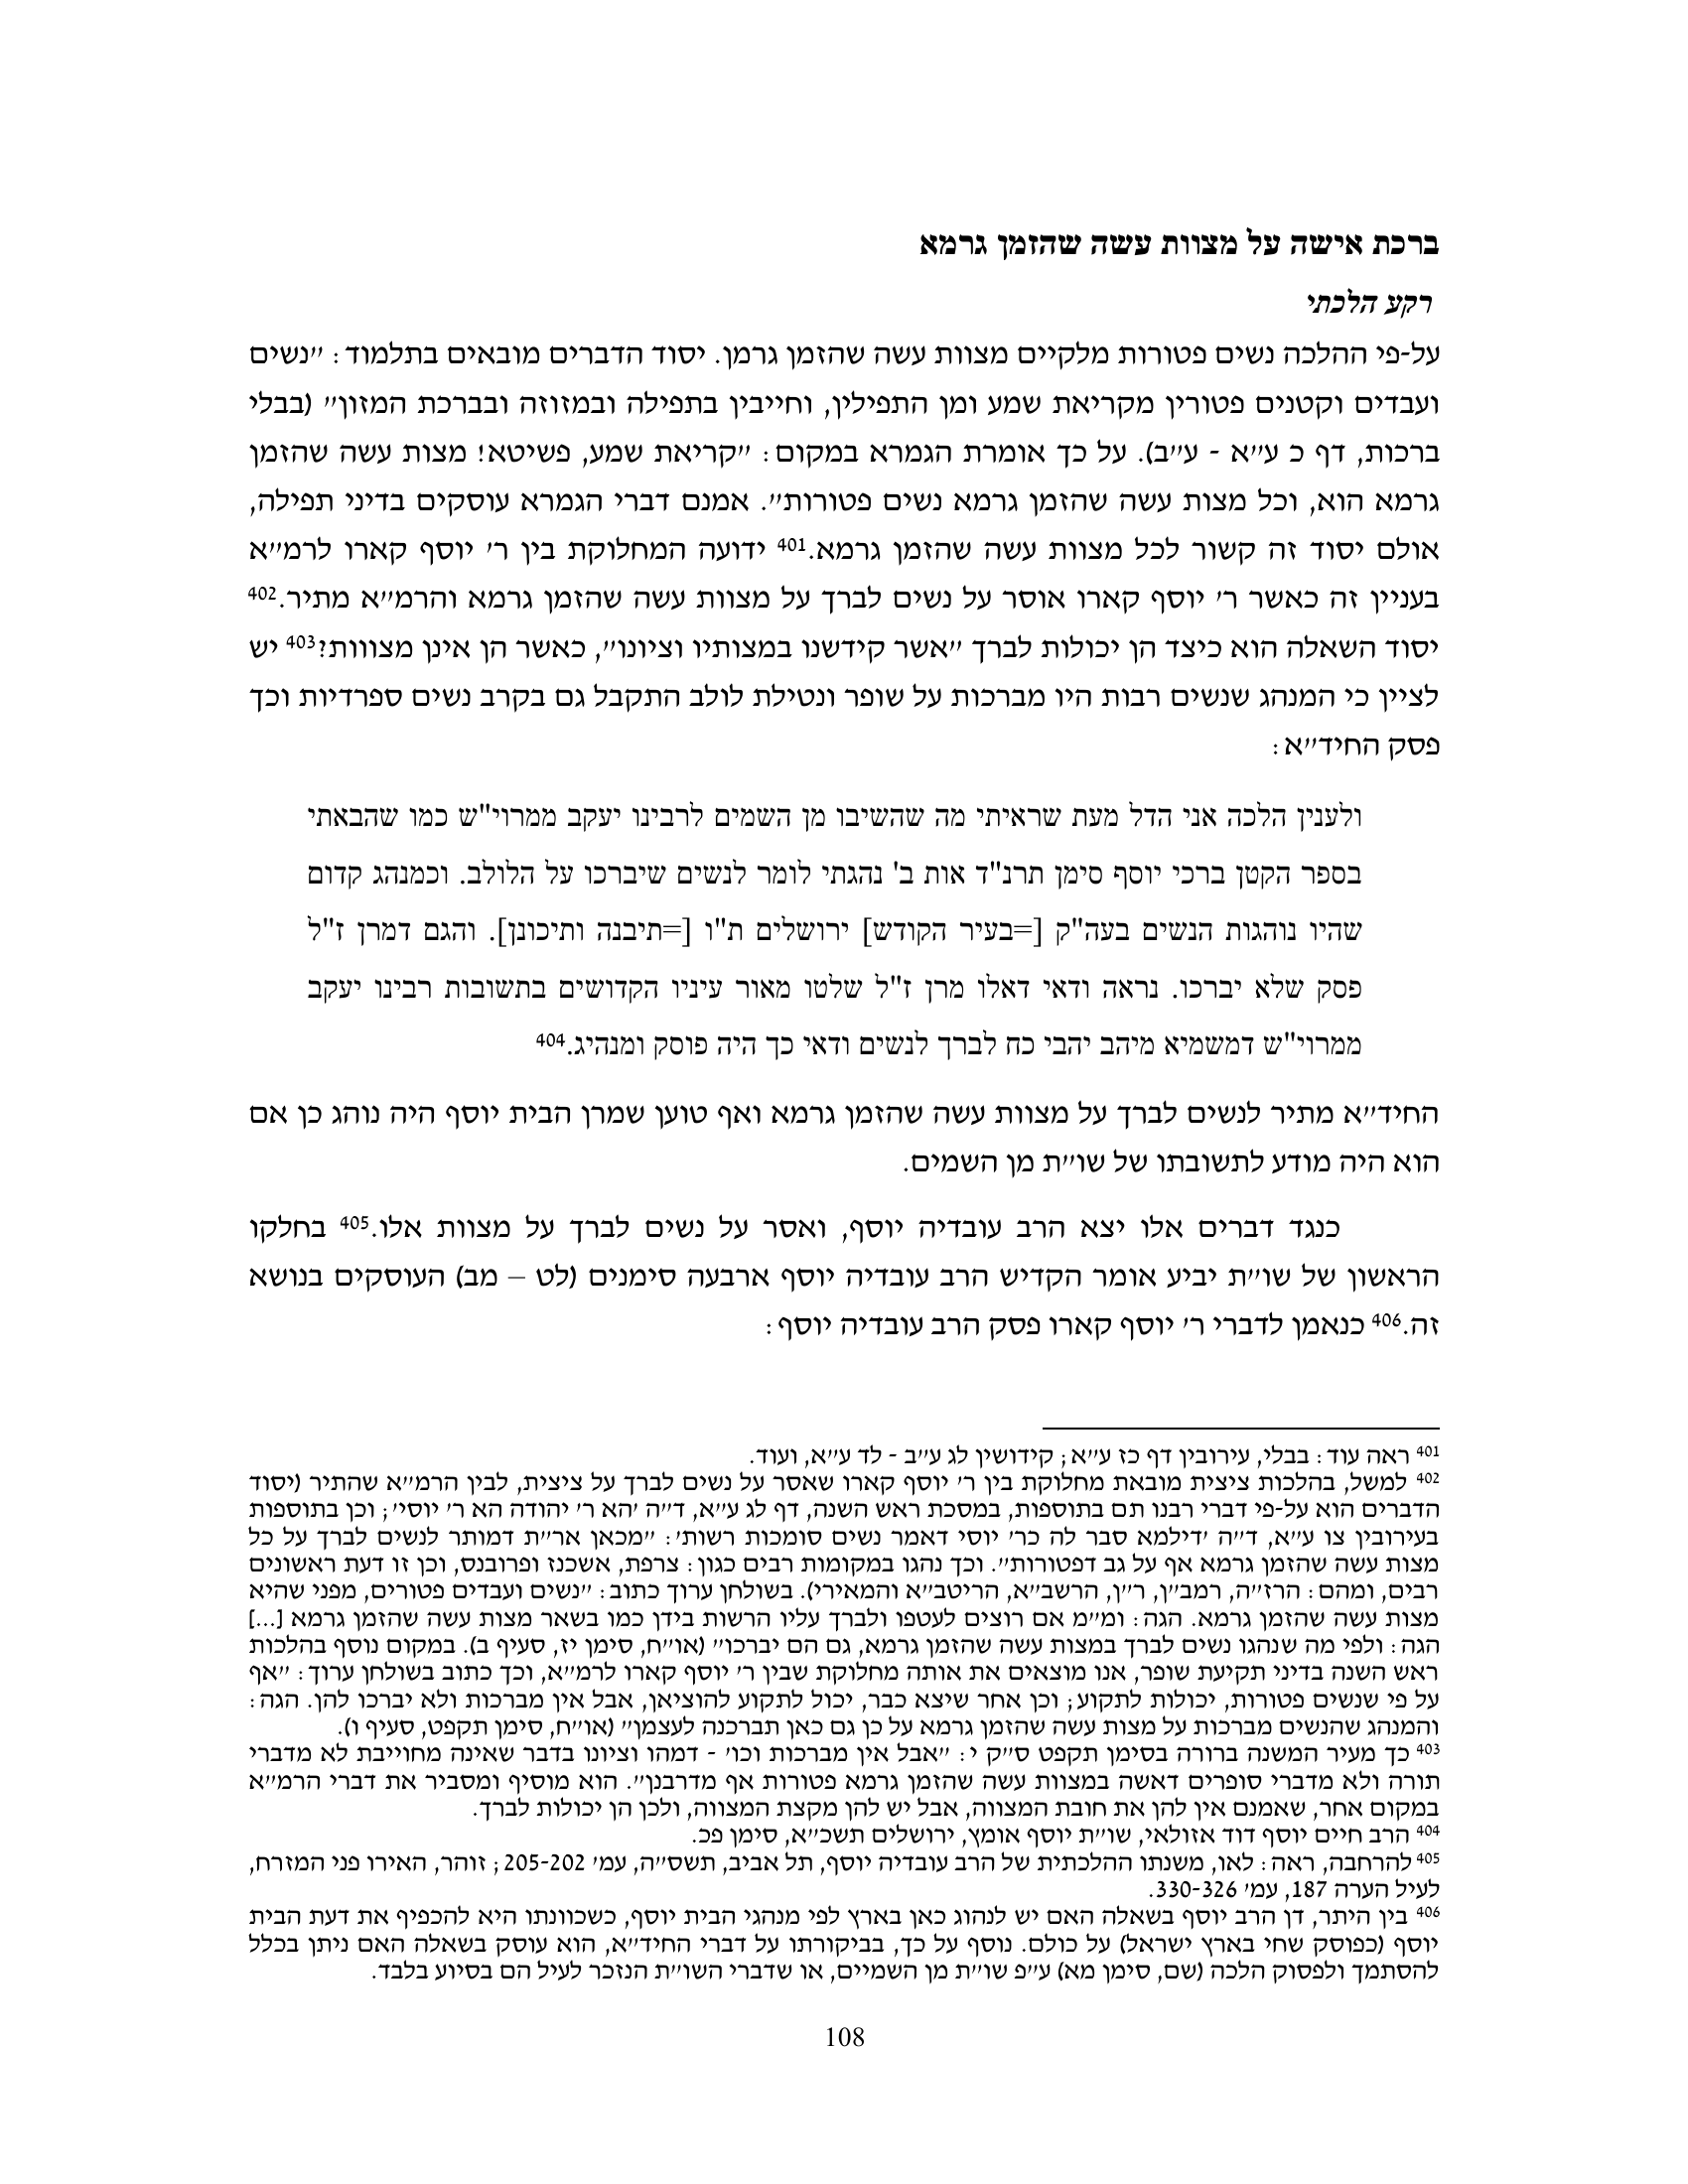 ברכת אישה על מצוות עשה שהזמן גרמא
רקע הלכתי
על-פי ההלכה נשים פטורות מלקיים מצוות עשה שהזמן גרמן. יסוד הדברים מובאים בתלמוד: ״נשים
ועבדים וקטנים פטורין מקריאת שמע ומן התפילין, וחייבין בתפילה ובמזוזה ובברכת המזון״ (בבלי
ברכות, דף כ ע״א - ע״ב). על כך אומרת הגמרא במקום: ״קריאת שמע, פשיטא! מצות עשה שהזמן
גרמא הוא, וכל מצות עשה שהזמן גרמא נשים פטורות״. אמנם דברי הגמרא עוסקים בדיני תפילה,
אולם יסוד זה קשור לכל מצוות עשה שהזמן גרמא.401 ידועה המחלוקת בין ר׳ יוסף קארו לרמ״א
בעניין זה כאשר ר׳ יוסף קארו אוסר על נשים לברך על מצוות עשה שהזמן גרמא והרמ״א מתיר.402
יסוד השאלה הוא כיצד הן יכולות לברך ״אשר קידשנו במצותיו וציונו״, כאשר הן אינן מצוווות?403 יש
לציין כי המנהג שנשים רבות היו מברכות על שופר ונטילת לולב התקבל גם בקרב נשים ספרדיות וכך
פסק החיד״א:
ולענין הלכה אני הדל מעת שראיתי מה שהשיבו מן השמים לרבינו יעקב ממרוי"ש כמו שהבאתי
בספר הקטן ברכי יוסף סימן תרנ"ד אות ב' נהגתי לומר לנשים שיברכו על הלולב. וכמנהג קדום
שהיו נוהגות הנשים בעה"ק [=בעיר הקודש] ירושלים ת"ו [=תיבנה ותיכונן]. והגם דמרן ז"ל
פסק שלא יברכו. נראה ודאי דאלו מרן ז"ל שלטו מאור עיניו הקדושים בתשובות רבינו יעקב
ממרוי"ש דמשמיא מיהב יהבי כח לברך לנשים ודאי כך היה פוסק ומנהיג.404
החיד״א מתיר לנשים לברך על מצוות עשה שהזמן גרמא ואף טוען שמרן הבית יוסף היה נוהג כן אם
הוא היה מודע לתשובתו של שו״ת מן השמים.
כנגד דברים אלו יצא הרב עובדיה יוסף, ואסר על נשים לברך על מצוות אלו.405 בחלקו
הראשון של שו״ת יביע אומר הקדיש הרב עובדיה יוסף ארבעה סימנים (לט – מב) העוסקים בנושא
זה.406 כנאמן לדברי ר׳ יוסף קארו פסק הרב עובדיה יוסף:
401 ראה עוד: בבלי, עירובין דף כז ע״א; קידושין לג ע״ב - לד ע״א, ועוד.
402 למשל, בהלכות ציצית מובאת מחלוקת בין ר׳ יוסף קארו שאסר על נשים לברך על ציצית, לבין הרמ״א שהתיר (יסוד
הדברים הוא על-פי דברי רבנו תם בתוספות, במסכת ראש השנה, דף לג ע״א, ד״ה ׳הא ר׳ יהודה הא ר׳ יוסי׳; וכן בתוספות
בעירובין צו ע״א, ד״ה ׳דילמא סבר לה כר׳ יוסי דאמר נשים סומכות רשות׳: ״מכאן אר״ת דמותר לנשים לברך על כל
מצות עשה שהזמן גרמא אף על גב דפטורות״. וכך נהגו במקומות רבים כגון: צרפת, אשכנז ופרובנס, וכן זו דעת ראשונים
רבים, ומהם: הרז״ה, רמב״ן, ר״ן, הרשב״א, הריטב״א והמאירי). בשולחן ערוך כתוב: ״נשים ועבדים פטורים, מפני שהיא
מצות עשה שהזמן גרמא. הגה: ומ״מ אם רוצים לעטפו ולברך עליו הרשות בידן כמו בשאר מצות עשה שהזמן גרמא [...]
הגה: ולפי מה שנהגו נשים לברך במצות עשה שהזמן גרמא, גם הם יברכו״ (או״ח, סימן יז, סעיף ב). במקום נוסף בהלכות
ראש השנה בדיני תקיעת שופר, אנו מוצאים את אותה מחלוקת שבין ר׳ יוסף קארו לרמ״א, וכך כתוב בשולחן ערוך: ״אף
על פי שנשים פטורות, יכולות לתקוע; וכן אחר שיצא כבר, יכול לתקוע להוציאן, אבל אין מברכות ולא יברכו להן. הגה:
והמנהג שהנשים מברכות על מצות עשה שהזמן גרמא על כן גם כאן תברכנה לעצמן״ (או״ח, סימן תקפט, סעיף ו).
403 כך מעיר המשנה ברורה בסימן תקפט ס״ק י: ״אבל אין מברכות וכו׳ - דמהו וציונו בדבר שאינה מחוייבת לא מדברי
תורה ולא מדברי סופרים דאשה במצוות עשה שהזמן גרמא פטורות אף מדרבנן״. הוא מוסיף ומסביר את דברי הרמ״א
במקום אחר, שאמנם אין להן את חובת המצווה, אבל יש להן מקצת המצווה, ולכן הן יכולות לברך.
404 הרב חיים יוסף דוד אזולאי, שו״ת יוסף אומץ, ירושלים תשכ״א, סימן פכ.
405 להרחבה, ראה: לאו, משנתו ההלכתית של הרב עובדיה יוסף, תל אביב, תשס״ה, עמ׳ 205-202; זוהר, האירו פני המזרח,
לעיל הערה 187, עמ׳ 330-326.
406 בין היתר, דן הרב יוסף בשאלה האם יש לנהוג כאן בארץ לפי מנהגי הבית יוסף, כשכוונתו היא להכפיף את דעת הבית
יוסף (כפוסק שחי בארץ ישראל) על כולם. נוסף על כך, בביקורתו על דברי החיד״א, הוא עוסק בשאלה האם ניתן בכלל
להסתמך ולפסוק הלכה (שם, סימן מא) ע״פ שו״ת מן השמיים, או שדברי השו״ת הנזכר לעיל הם בסיוע בלבד.
108